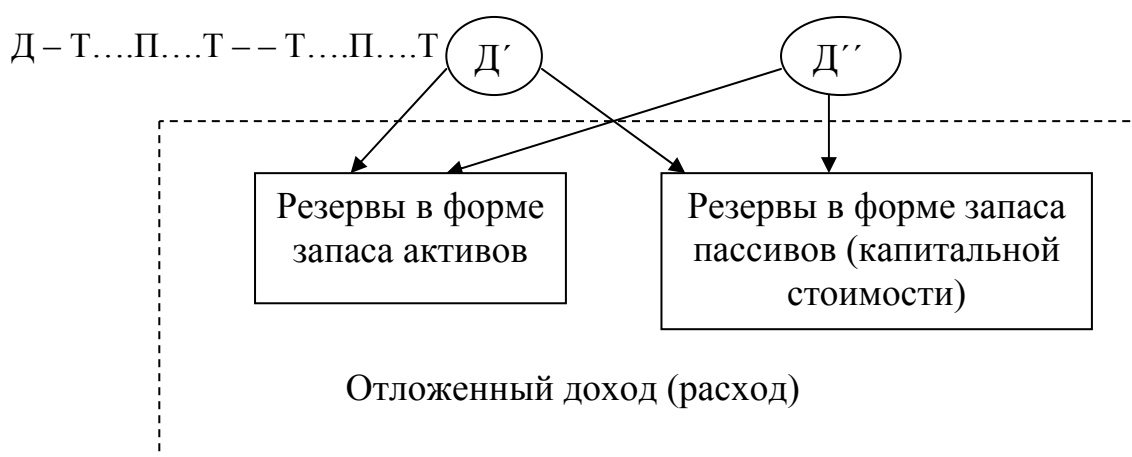 Д – Т….П….Т – – Т….П….Т Д´ Д´´
Резервы в форме
запаса активов
Резервы в форме запаса
пассивов (капитальной
стоимости)
Отложенный доход (расход)